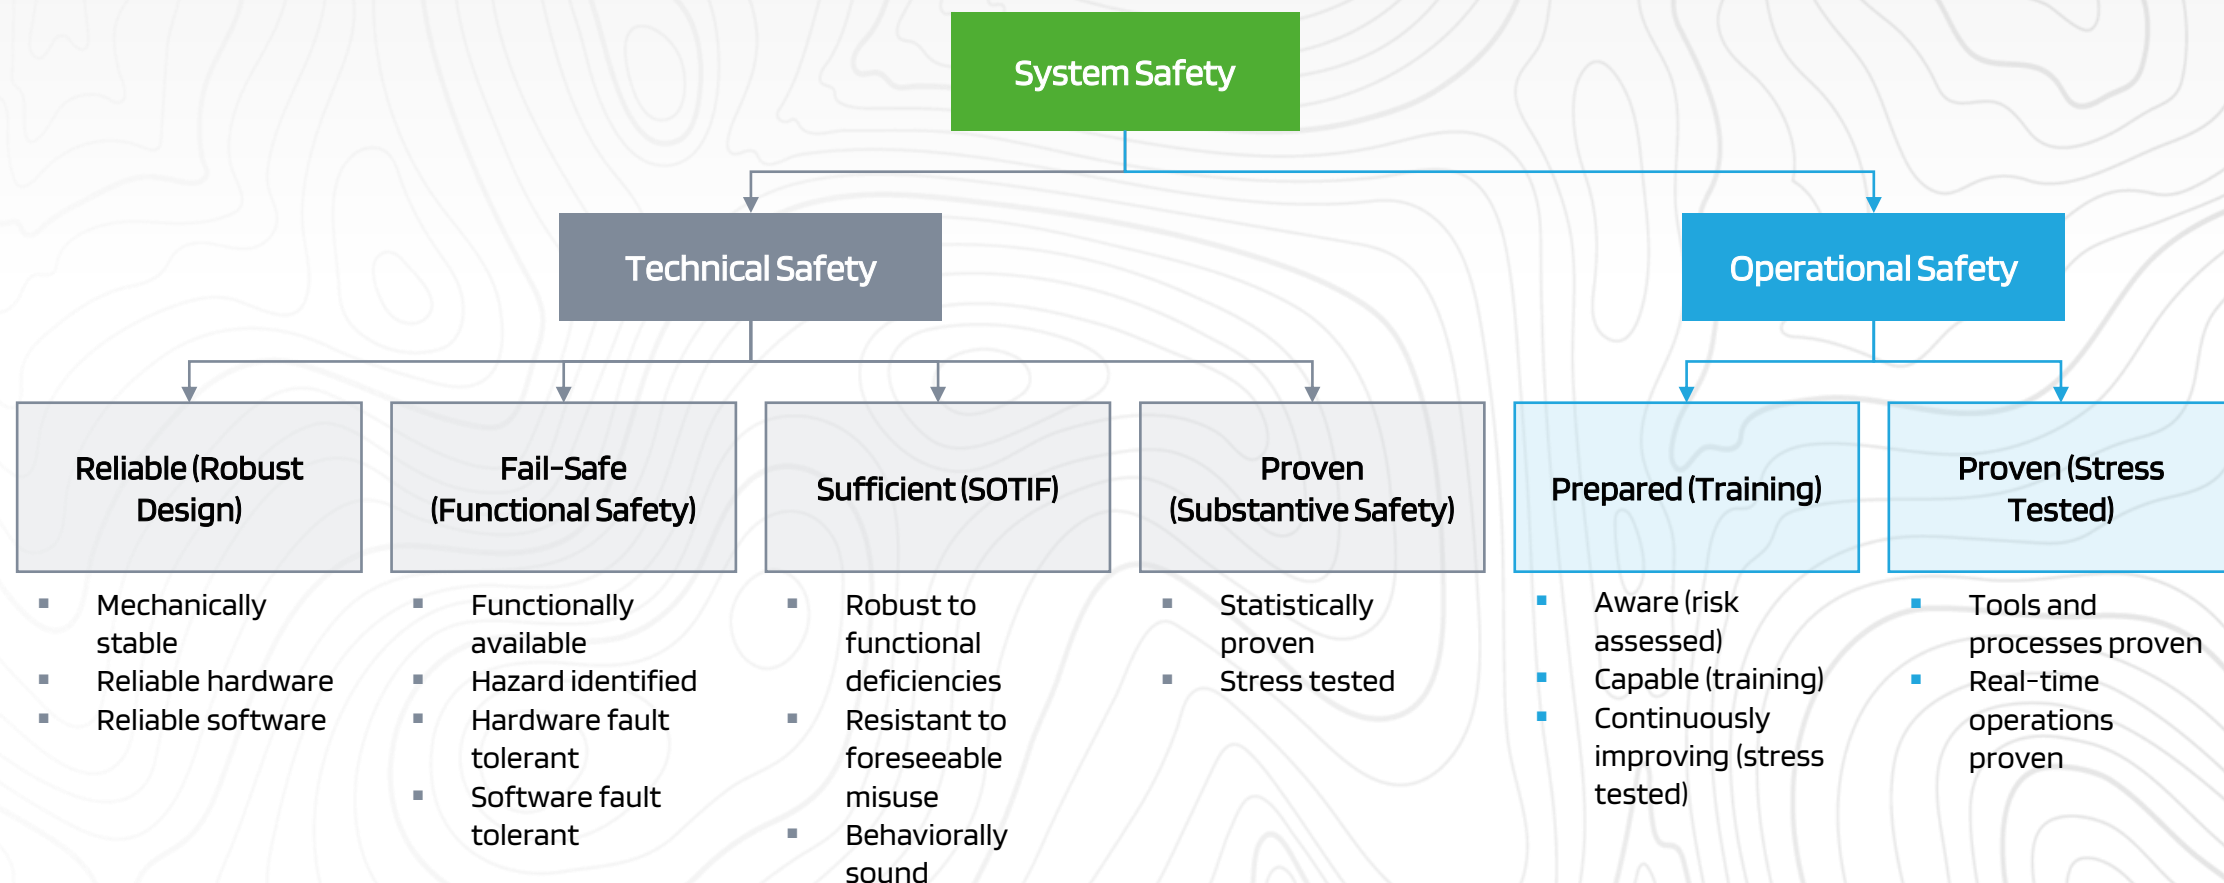 System Safety
Technical Safety
Operational Safety
Reliable (Robust
Design)
Fail-Safe
(Functional Safety)
Sufficient (SOTIF)
Proven
(Substantive Safety)
Prepared (Training)
Proven (Stress
Tested)
▪ Mechanically
stable
▪ Reliable hardware
▪ Reliable software
▪ Functionally
available
▪ Hazard identified
▪ Hardware fault
tolerant
▪ Software fault
tolerant
▪ Robust to
functional
deficiencies
▪ Resistant to
foreseeable
misuse
▪ Behaviorally
sound
▪ Statistically
proven
▪ Stress tested
▪ Aware (risk
assessed)
▪ Capable (training)
▪ Continuously
improving (stress
tested)
▪ Tools and
processes proven
▪ Real-time
operations
proven